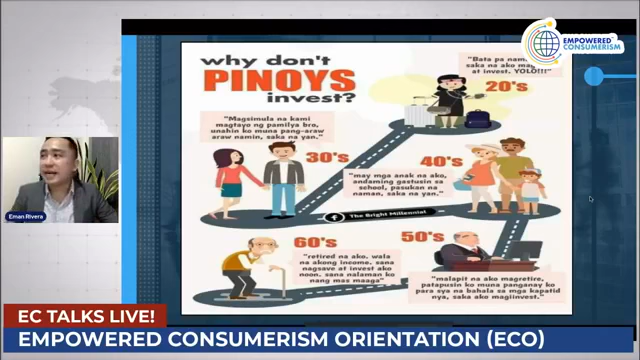 EMPOWERED
CONSUMERISM
why don't
PINOYS
invest?
"Bata pa nam
saka na ako mag
at invest. YOLO!!!"
20's
"Magsimula na kami
magtayo ng pamilya bro,
unahin ko muna pang-araw
araw namin, saka na yan."
30's
40's
"may mga anak na ako,
andaming gastusin sa
school, pasukan na
naman, saka na yan."
The Bright Millennial
60's
"retired na ako, wala
na akong income, sana
nagsave at invest ako
noon, sana nalaman ko
nang mas maaga"
50's
"malapit na ako magretire,
patapusin ko muna panganay ko
para sya na bahala sa mga kapatid
nya, saka ako magiinvest".
Eman Rivera
EC TALKS LIVE!
EMPOWERED CONSUMERISM ORIENTATION (ECO)